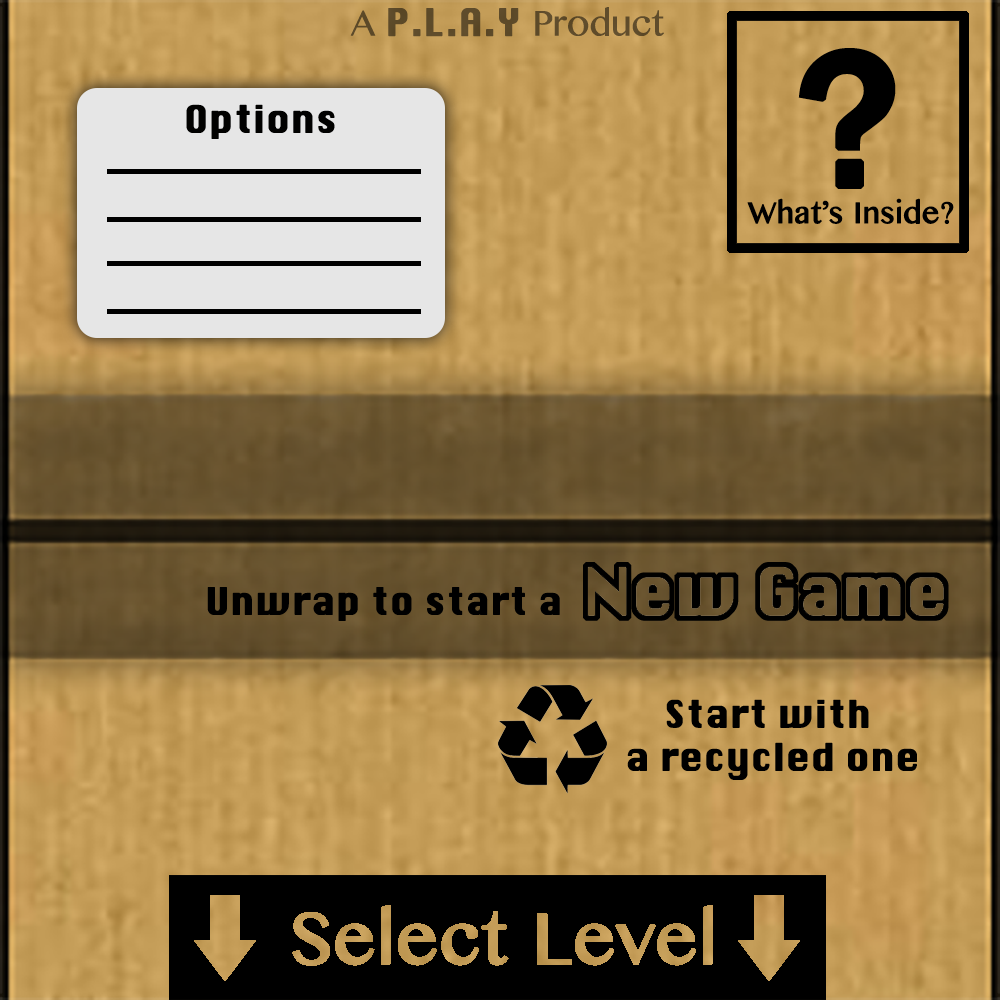 A P.L.A.Y Product
Options
?
What's Inside?
Unwrap to start a New Game
Start with
a recycled one
Select Level